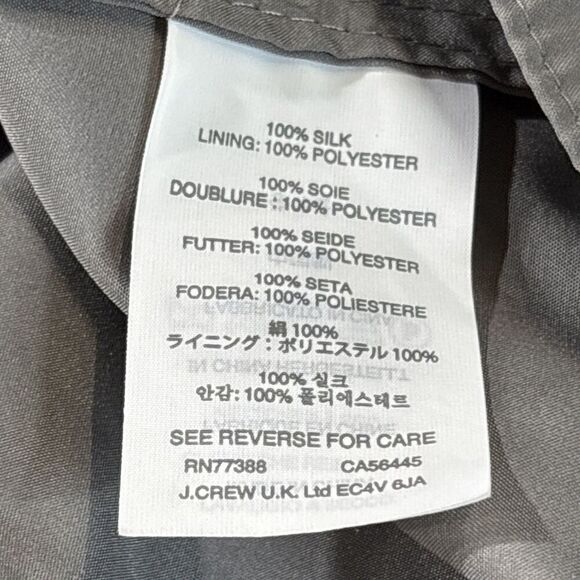 100% SILK
LINING: 100% POLYESTER
100% SOIE
DOUBLURE : 100% POLYESTER
100% SEIDE
FUTTER: 100% POLYESTER
100% SETA
FODERA: 100% POLIESTERE
絹 100%
ライニング : ポリエステル 100%
100% 실크
안감: 100% 폴리에스테르
SEE REVERSE FOR CARE
RN77388 CA56445
J.CREW U.K. Ltd EC4V 6JA